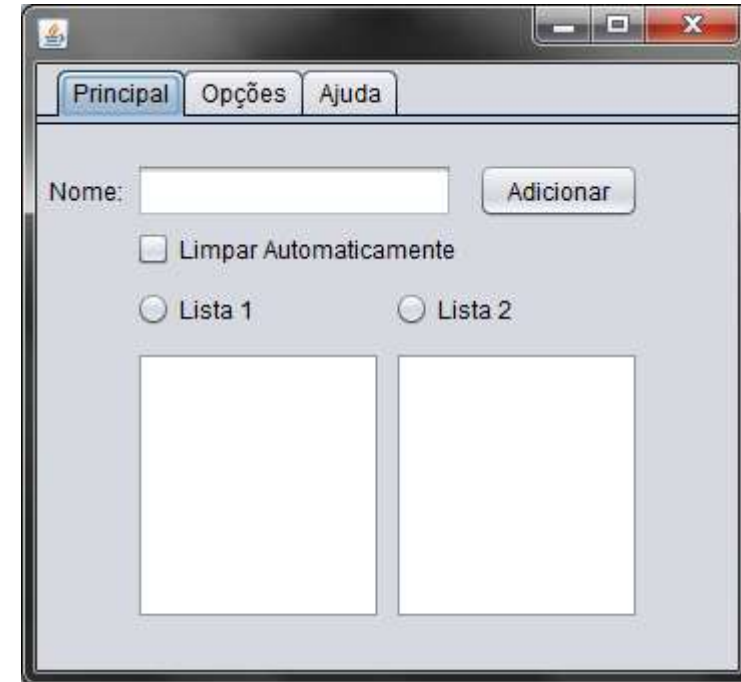 Principal Opções Ajuda
Nome: Adicionar
Limpar Automaticamente
Lista 1 Lista 2